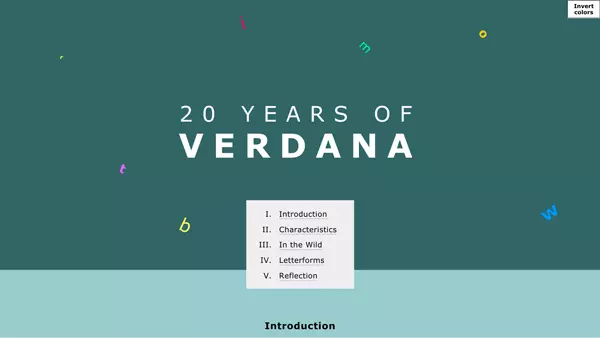 Invert
colors
l
o
m
t
b
w
20 YEARS OF
VERDANA
I. Introduction
II. Characteristics
III. In the Wild
IV. Letterforms
V. Reflection
Introduction